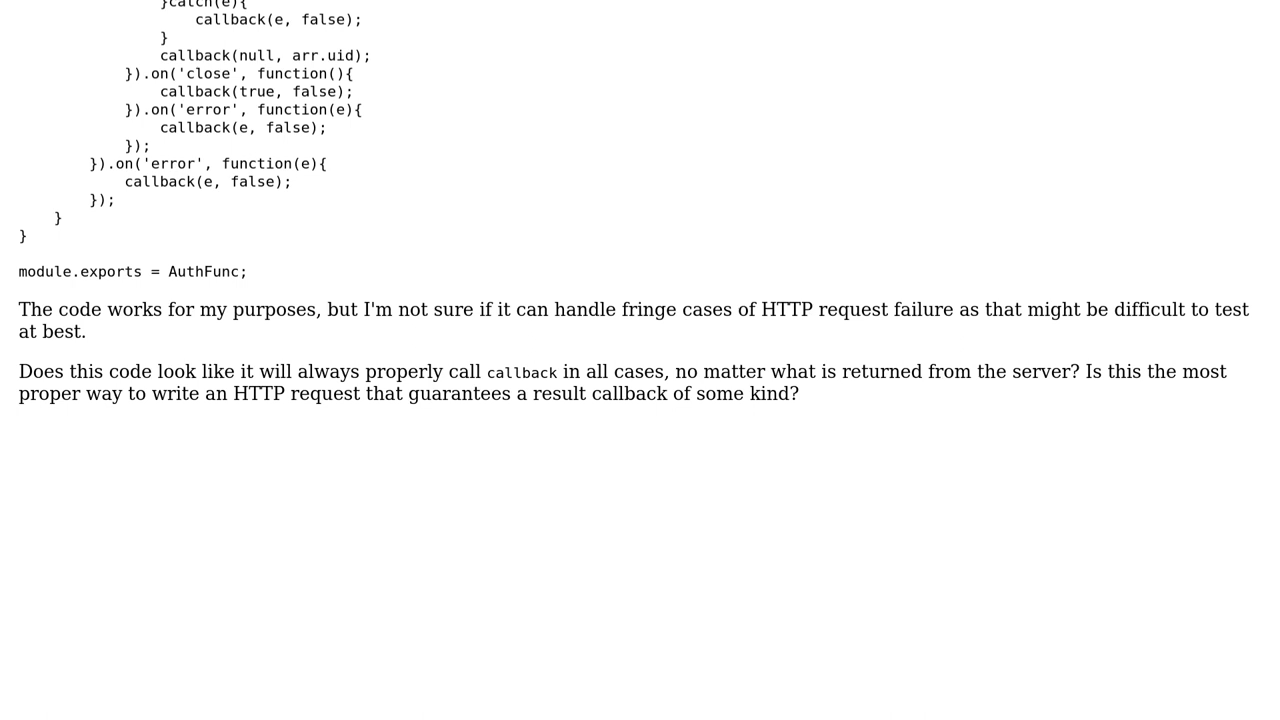 }catch(e){
                    callback(e, false);
                }
                callback(null, arr.uid);
            }).on('close', function(){
                callback(true, false);
            }).on('error', function(e){
                callback(e, false);
            });
        }).on('error', function(e){
            callback(e, false);
        });
    }
}

module.exports = AuthFunc;
The code works for my purposes, but I'm not sure if it can handle fringe cases of HTTP request failure as that might be difficult to test
at best.
Does this code look like it will always properly call callback in all cases, no matter what is returned from the server? Is this the most
proper way to write an HTTP request that guarantees a result callback of some kind?